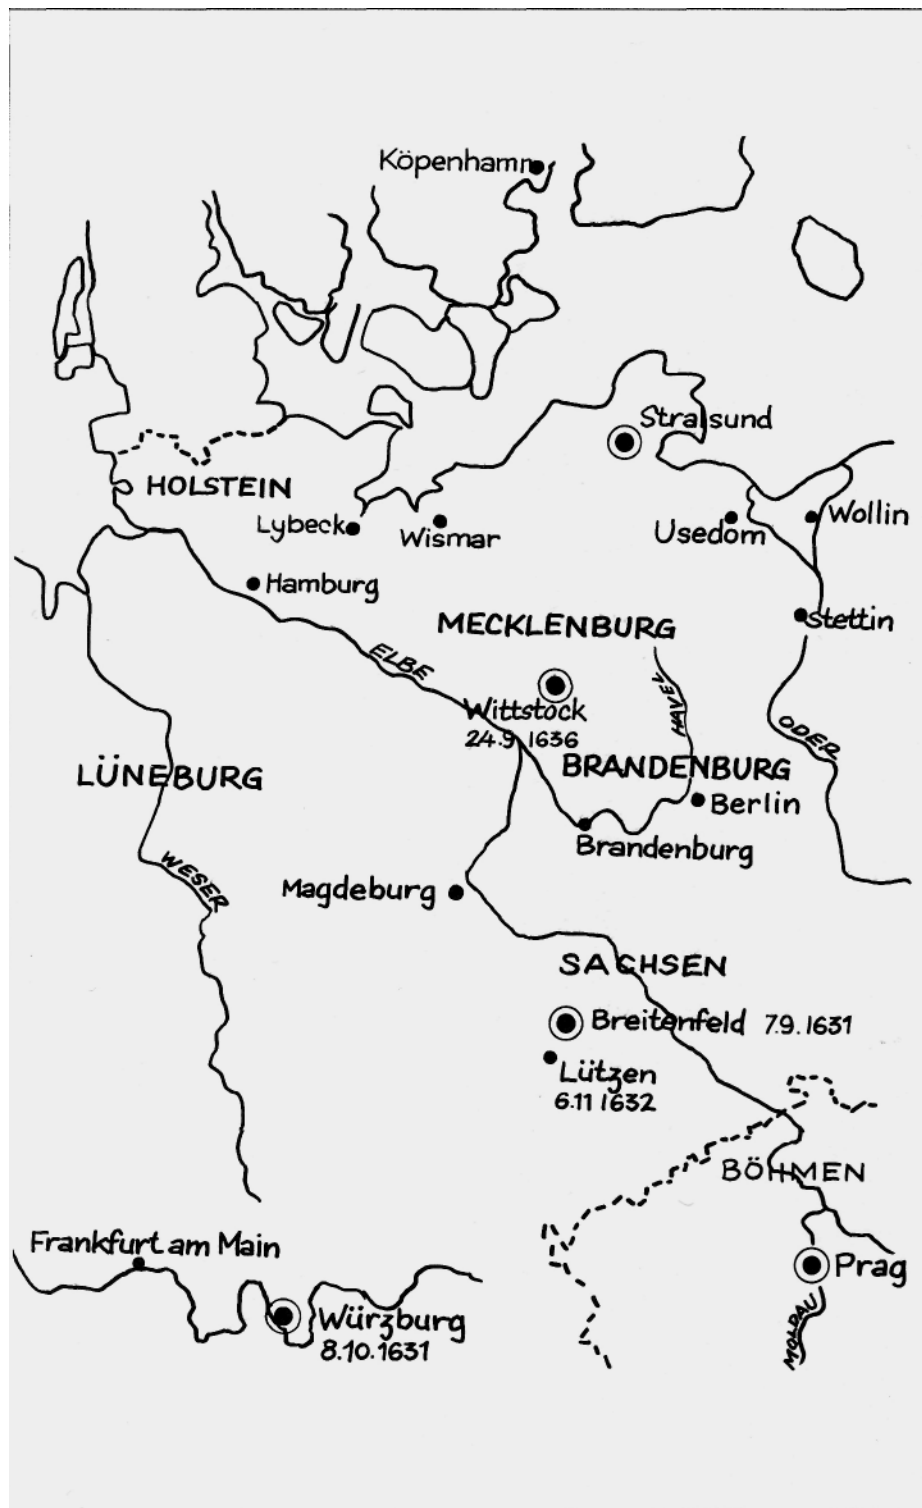 Köpenhamn
Stralsund
HOLSTEIN
Lybeck
Wismar
Usedom
Wollin
Hamburg
Stettin
MECKLENBURG
ELBE
HAVEL
Wittstock
24.9 1636
ODER
LÜNEBURG
BRANDENBURG
Berlin
Brandenburg
WESER
Magdeburg
SACHSEN
Breitenfeld 7.9.1631
Lützen
6.11 1632
BÖHMEN
Frankfurt am Main
Prag
Würzburg
8.10.1631
MOLDAU